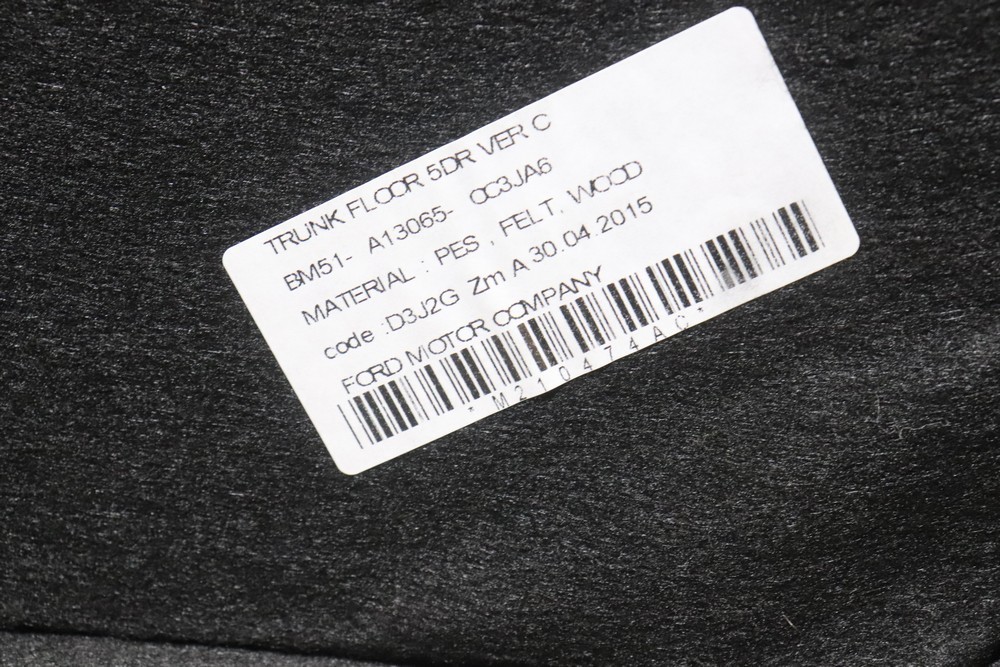 TRUNK FLOOR 5DR VER C
BM51- A13065- CC3JA6
MATERIAL : PES , FELT, WOOD
code :D3J2G Zm A 30.04.2015
FORD MOTOR COMPANY
*M210474AC*